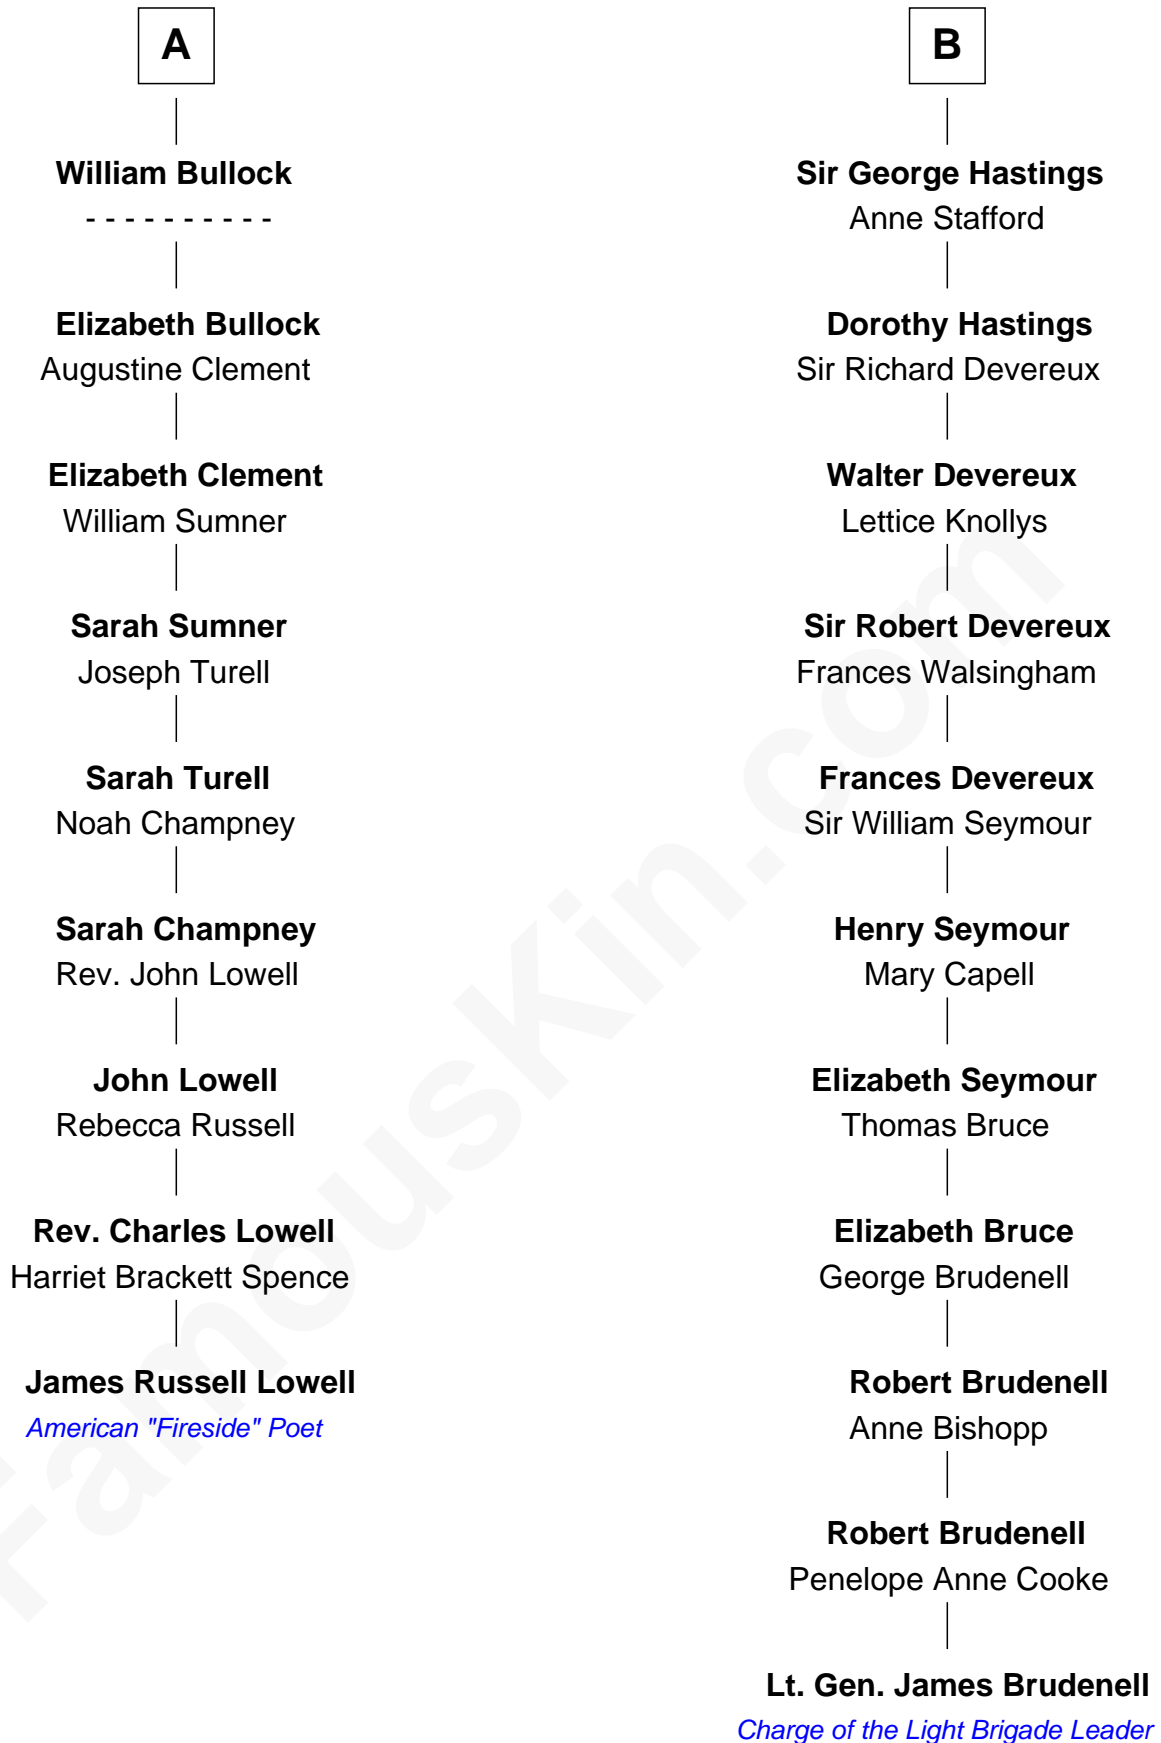 A
William Bullock
- - - - - - - - - -
Elizabeth Bullock
Augustine Clement
Elizabeth Clement
William Sumner
Sarah Sumner
Joseph Turell
Sarah Turell
Noah Champney
Sarah Champney
Rev. John Lowell
John Lowell
Rebecca Russell
Rev. Charles Lowell
Harriet Brackett Spence
James Russell Lowell
American "Fireside" Poet
B
Sir George Hastings
Anne Stafford
Dorothy Hastings
Sir Richard Devereux
Walter Devereux
Lettice Knollys
Sir Robert Devereux
Frances Walsingham
Frances Devereux
Sir William Seymour
Henry Seymour
Mary Capell
Elizabeth Seymour
Thomas Bruce
Elizabeth Bruce
George Brudenell
Robert Brudenell
Anne Bishopp
Robert Brudenell
Penelope Anne Cooke
Lt. Gen. James Brudenell
Charge of the Light Brigade Leader
FamousKin.com